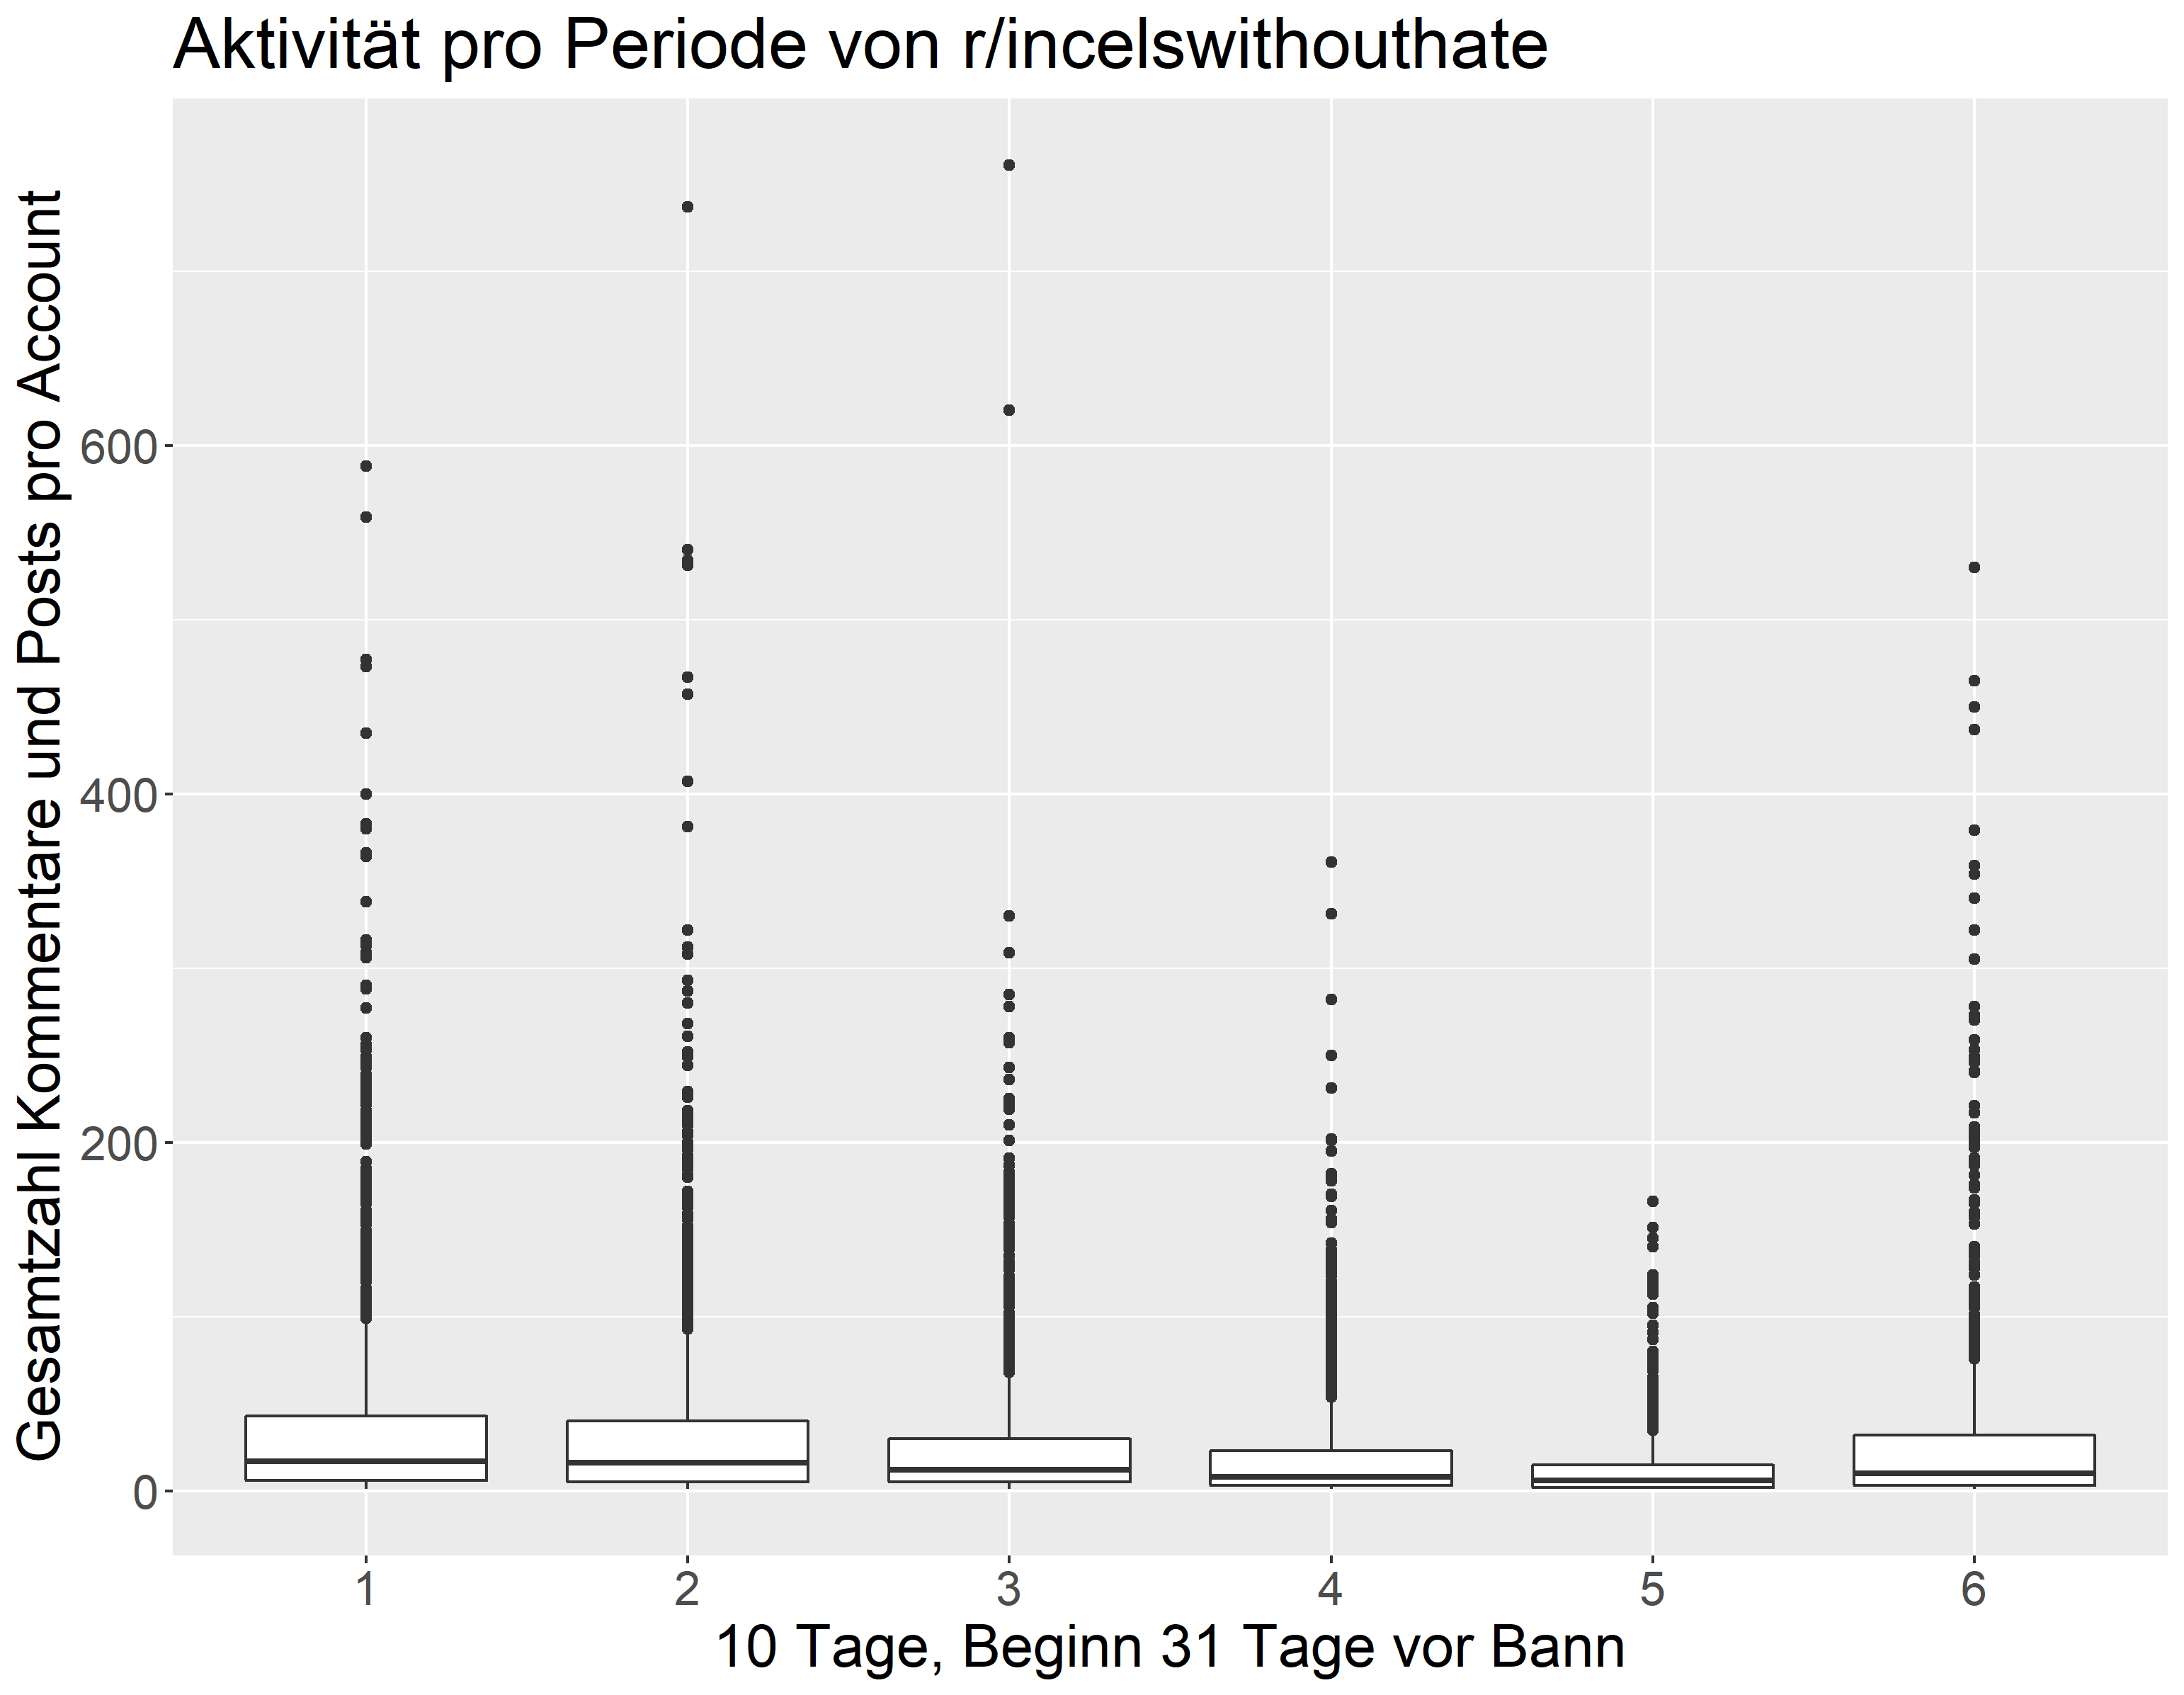 Aktivität pro Periode von r/incelswithouthate
Gesamtzahl Kommentare und Posts pro Account
600
400
200
0
1 2 3 4 5 6
10 Tage, Beginn 31 Tage vor Bann